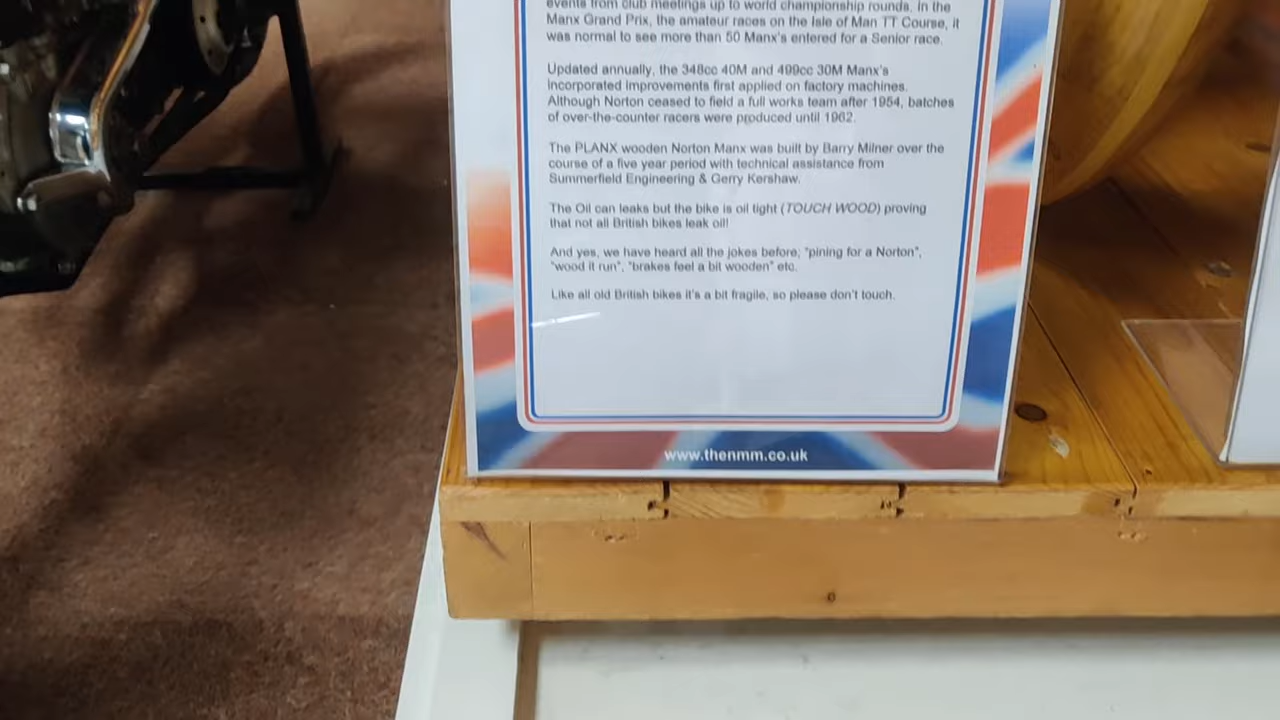 events from club meetings up to world championship rounds. In the
Manx Grand Prix, the amateur races on the Isle of Man TT Course, it
was normal to see more than 50 Manx's entered for a Senior race.
Updated annually, the 348cc 40M and 499cc 30M Manx's
incorporated improvements first applied on factory machines.
Although Norton ceased to field a full works team after 1954, batches
of over-the-counter racers were produced until 1962.
The PLANX wooden Norton Manx was built by Barry Milner over the
course of a five year period with technical assistance from
Summerfield Engineering & Gerry Kershaw.
The Oil can leaks but the bike is oil tight (TOUCH WOOD) proving
that not all British bikes leak oil!
And yes, we have heard all the jokes before, "pining for a Norton",
"wood it run", "brakes feel a bit wooden" etc.
Like all old British bikes it's a bit fragile, so please don't touch.
www.thenmm.co.uk